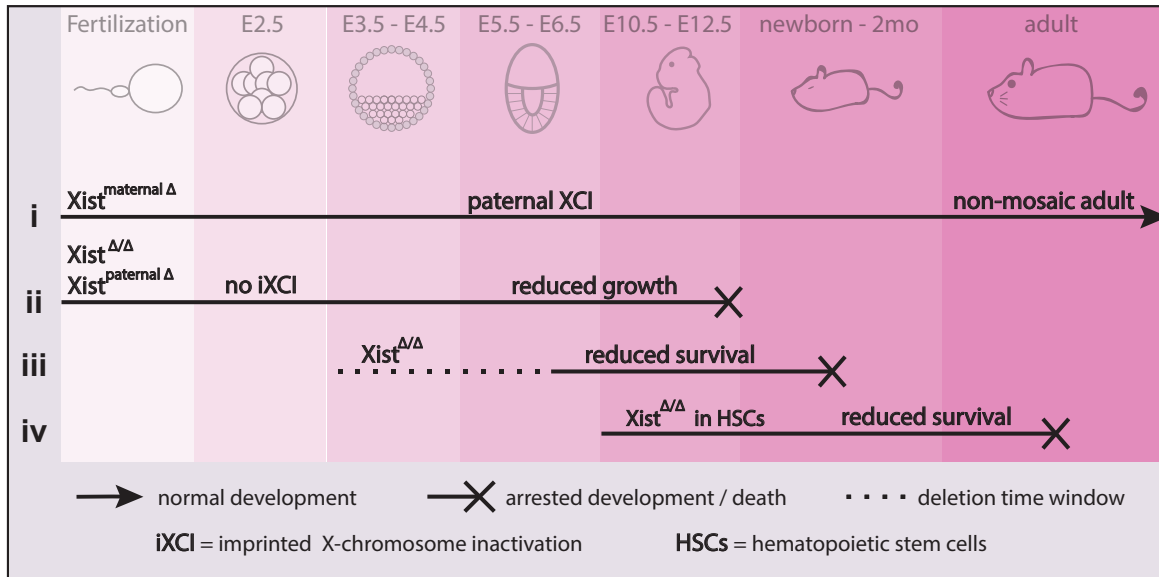 Fertilization E2.5 E3.5 - E4.5 E5.5 - E6.5 E10.5 - E12.5 newborn - 2mo adult
i Xist maternal Δ paternal XCI non-mosaic adult
Xist Δ/Δ
ii Xist paternal Δ no iXCI reduced growth
iii Xist Δ/Δ reduced survival
iv Xist Δ/Δ in HSCs reduced survival
normal development arrested development / death deletion time window
iXCI = imprinted X-chromosome inactivation HSCs = hematopoietic stem cells